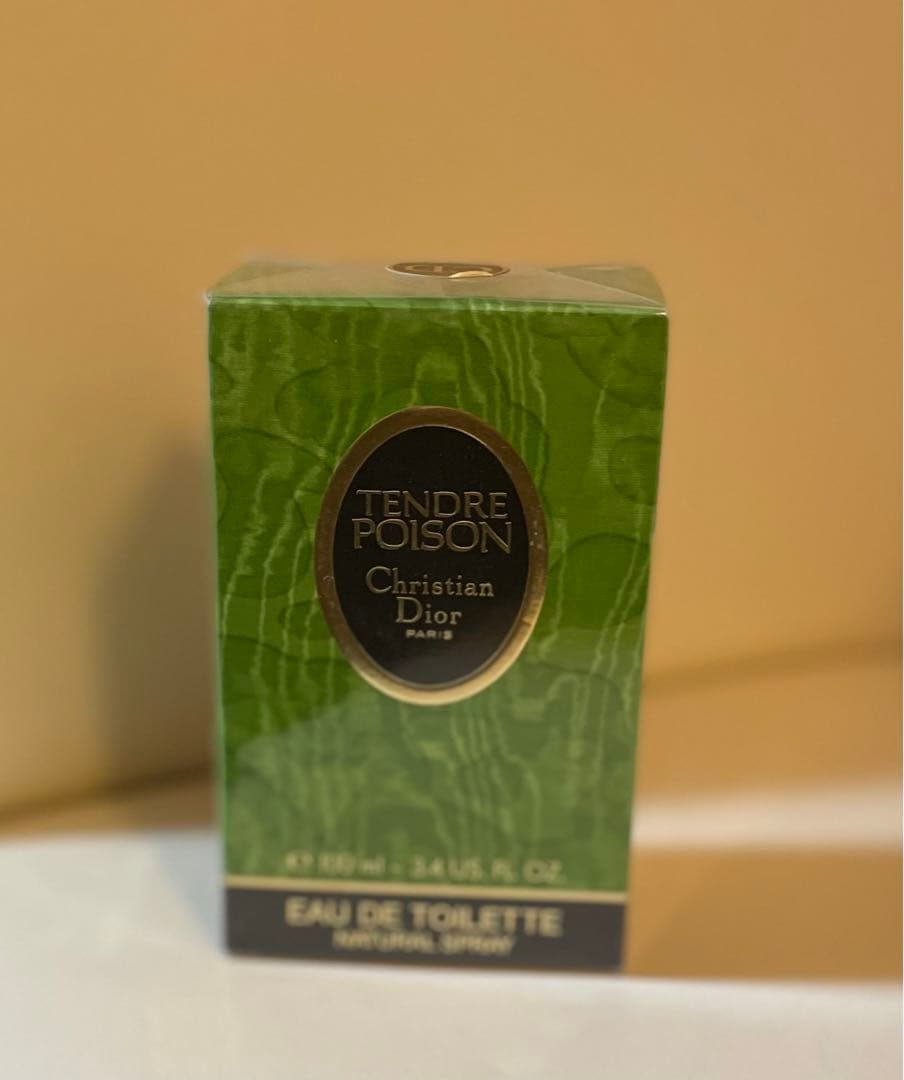 TENDRE
POISON
Christian
Dior
PARIS
100 ml - 3.4 US. FL. OZ.
EAU DE TOILETTE
NATURAL SPRAY